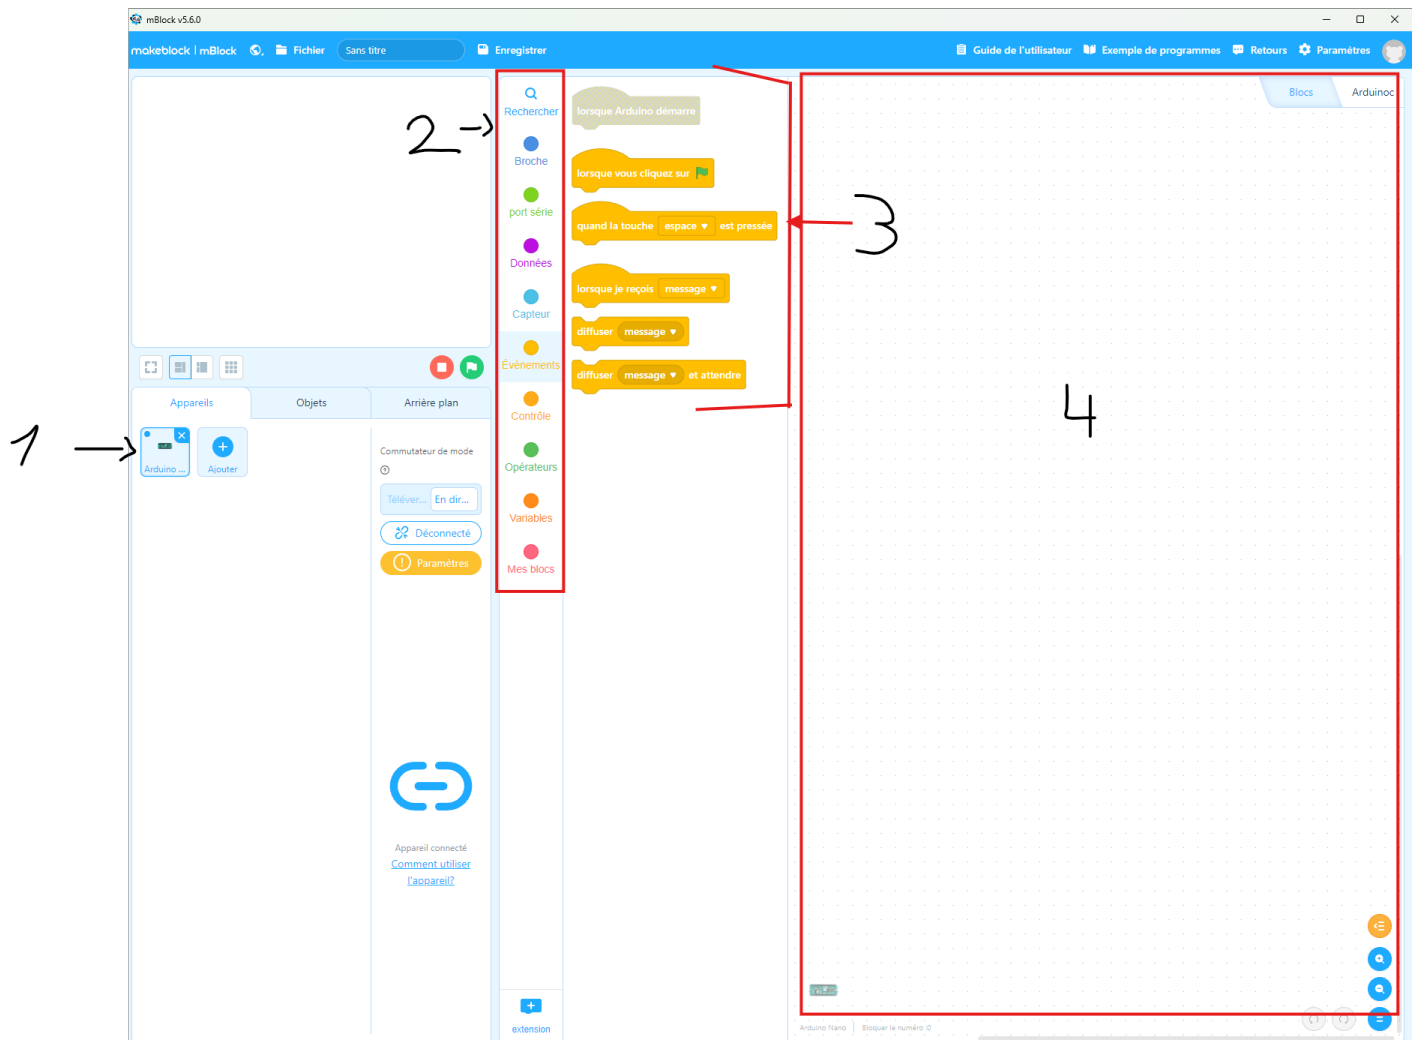 mBlock v5.6.0
makeblock | mBlock Fichier Sans titre Enregistrer Guide de l'utilisateur Exemple de programmes Retours Paramètres
Rechercher
Broche
port série
Données
Capteur
Événements
Contrôle
Opérateurs
Variables
Mes blocs
extension
lorsque Arduino démarre
lorsque vous cliquez sur
quand la touche espace est pressée
lorsque je reçois message
diffuser message
diffuser message et attendre
Blocs Arduinoc
2
3
4
1
Appareils Objets Arrière plan
Arduino ... Ajouter
Commutateur de mode
Téléver... En dir...
Déconnecté
Paramètres
Appareil connecté
Comment utiliser
l'appareil?
Arduino Nano Bloquer le numéro :0